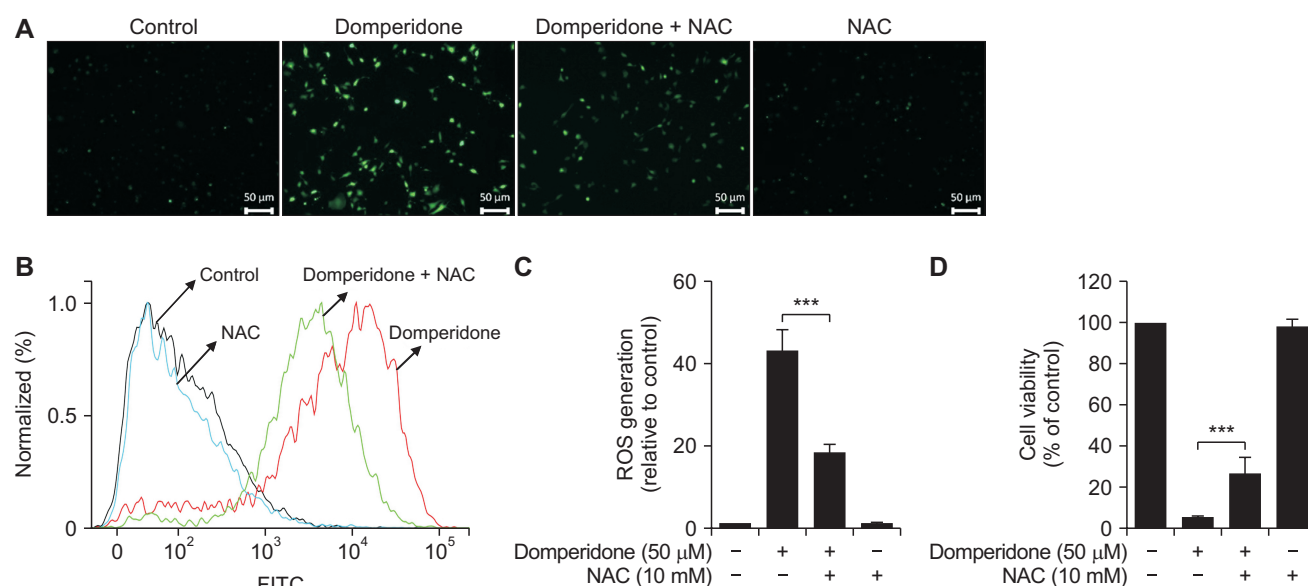 A
Control
Domperidone
Domperidone + NAC
NAC
50 μm
50 μm
50 μm
50 μm
B
Control
NAC
Domperidone + NAC
Domperidone
Normalized (%)
1.0
0.5
0
0 10² 10³ 10⁴ 10⁵
FITC
C
ROS generation
(relative to control)
60
40
20
0
***
Domperidone (50 μM) − + + −
NAC (10 mM) − − + +
D
Cell viability
(% of control)
120
100
80
60
40
20
0
***
Domperidone (50 μM) − + + −
NAC (10 mM) − − + +